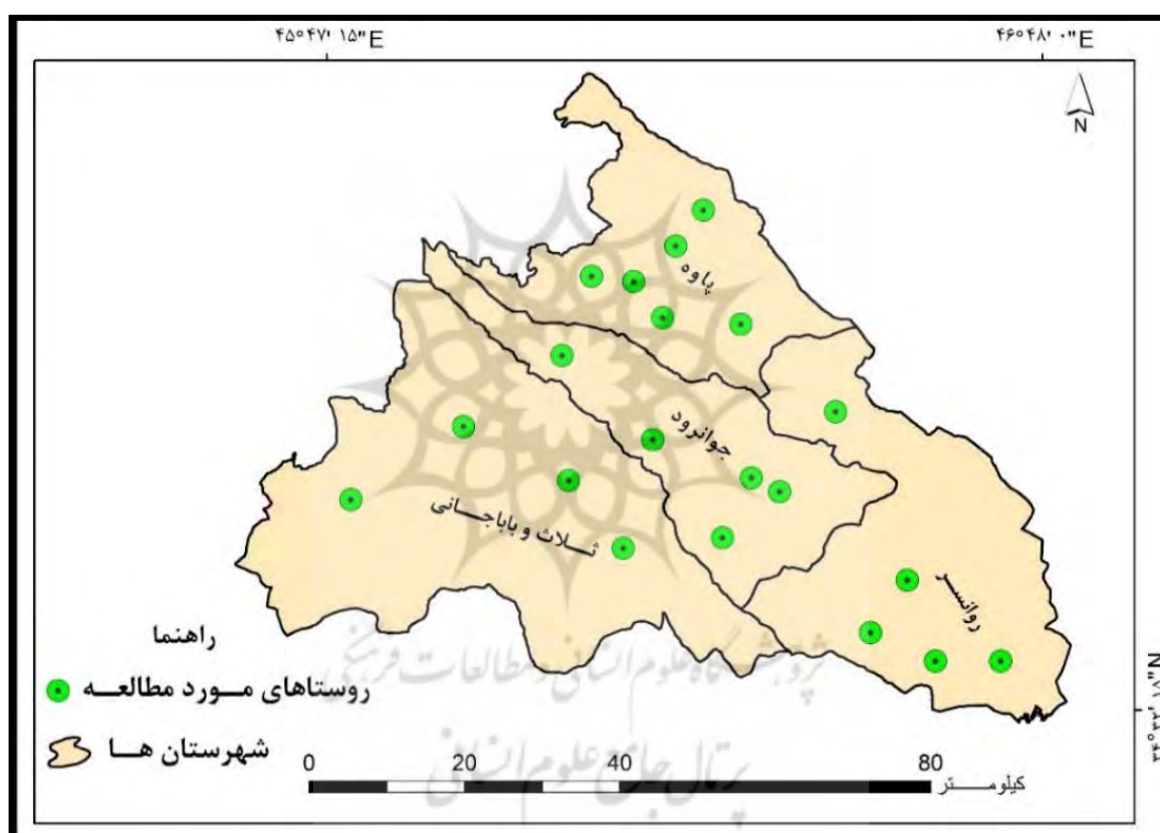 ۴۵°۴۷' ۱۵"E
۴۶°۴۸' ۰"E
N
پاوه
جوانرود
ثلاث و باباجانی
روانسر
راهنما
روستاهای مورد مطالعه
شهرستان ها
0 20 40 80
کیلومتر
پژوهشگاه علوم انسانی و مطالعات فرهنگی
پرتال جامع علوم انسانی